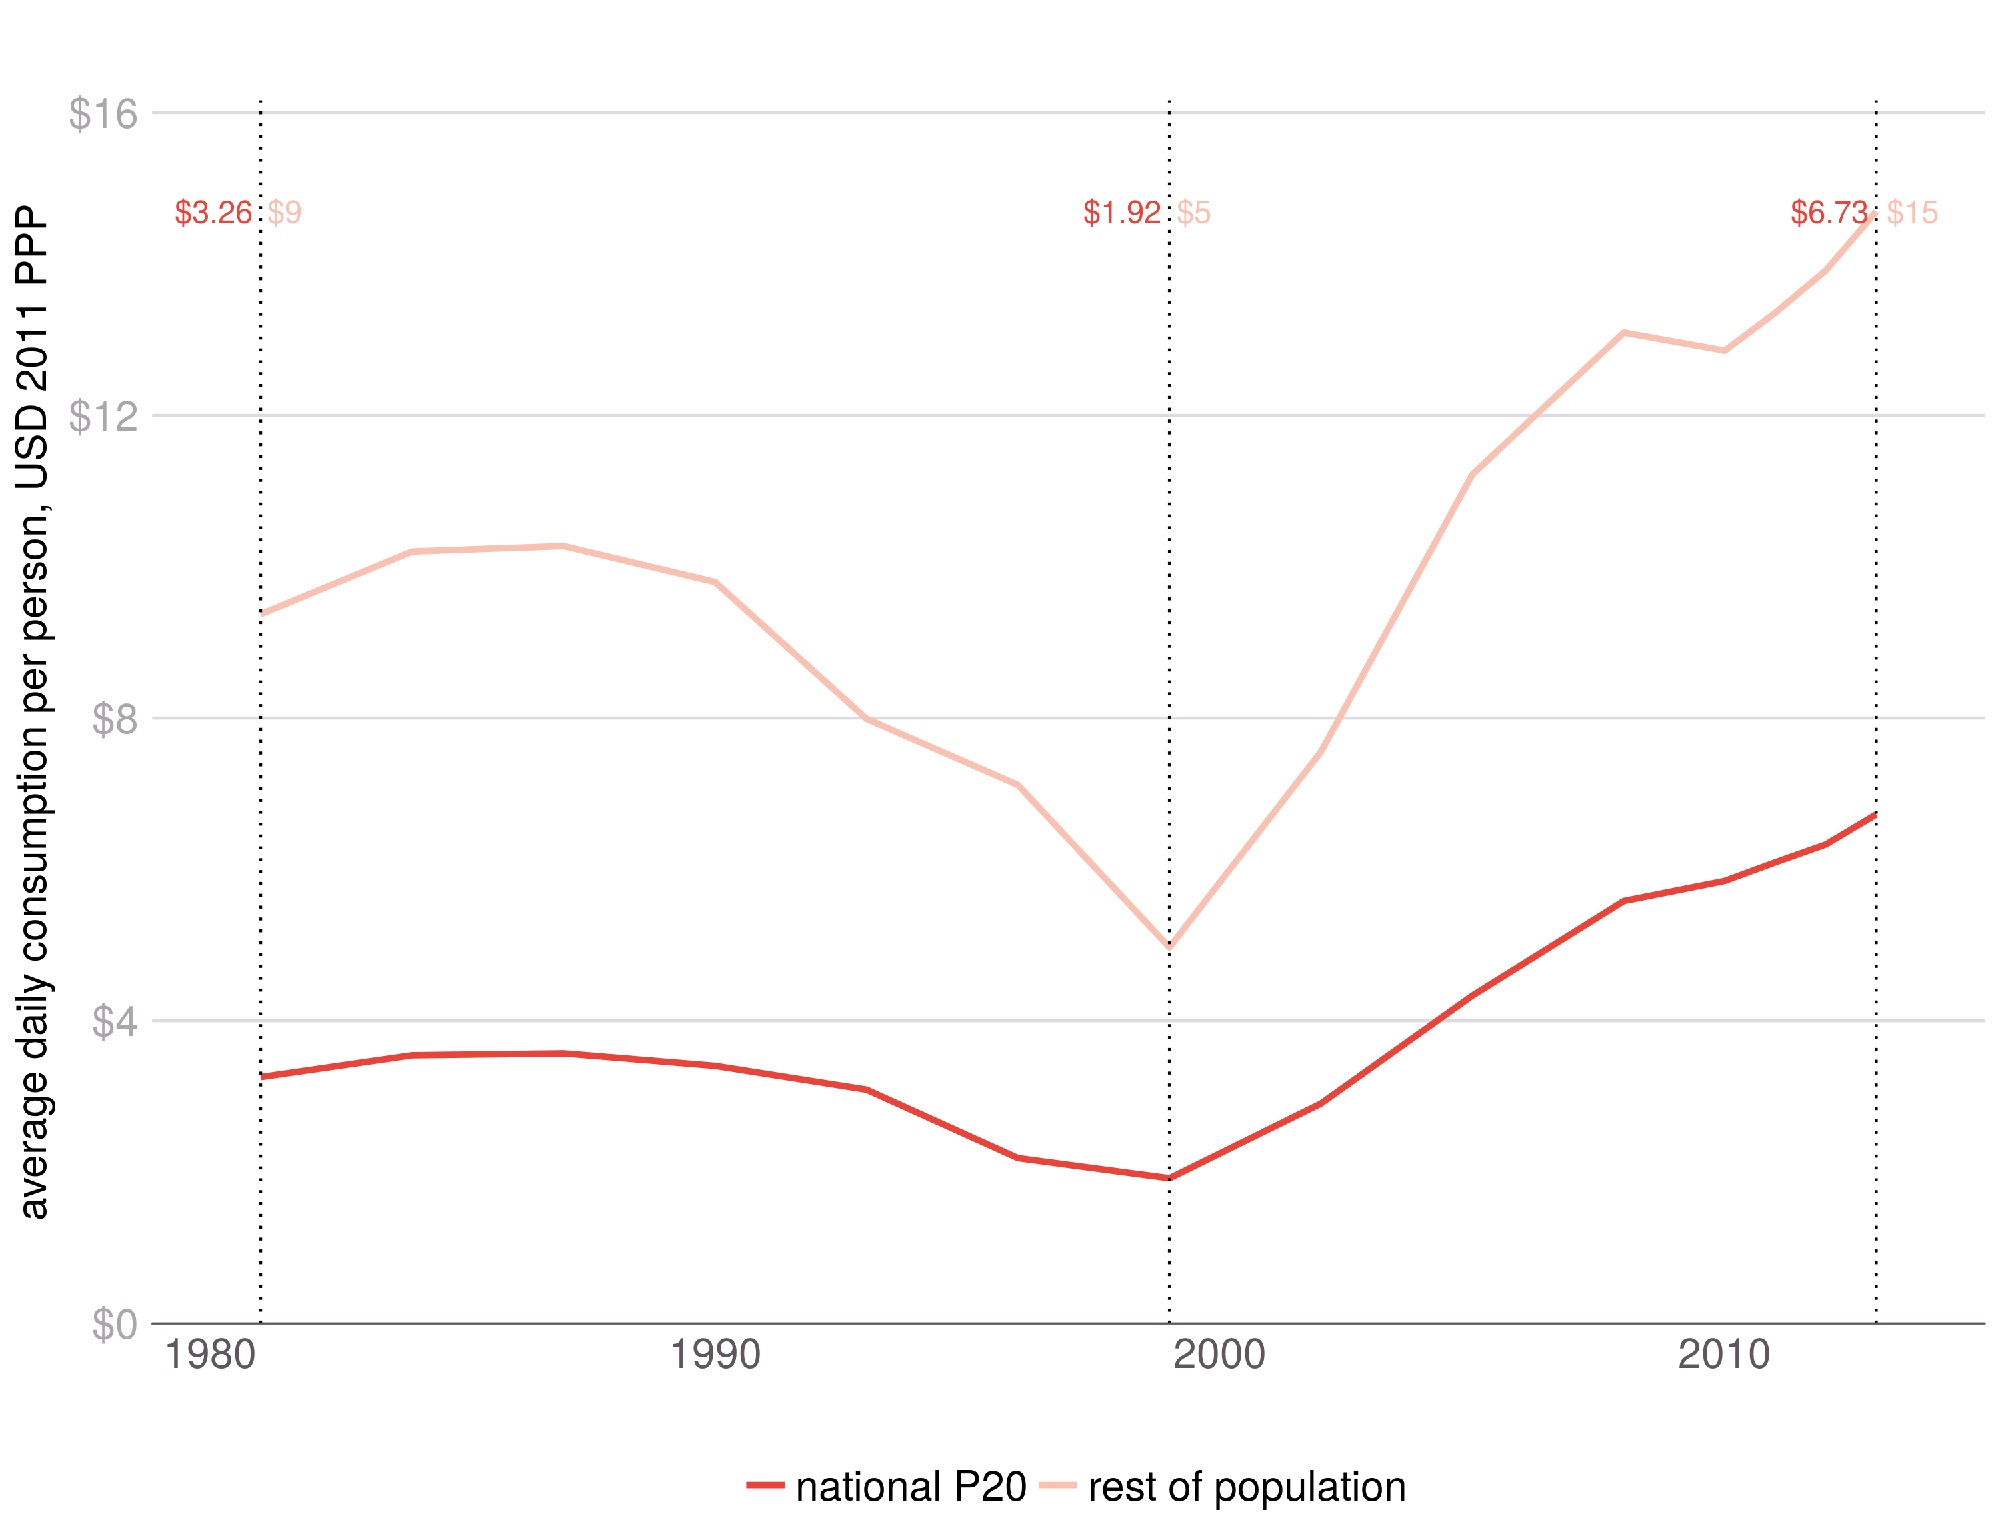 average daily consumption per person, USD 2011 PPP
$16
$3.26 $9 $1.92 $5 $6.73 $15
$12
$8
$4
$0
1980 1990 2000 2010
national P20 rest of population